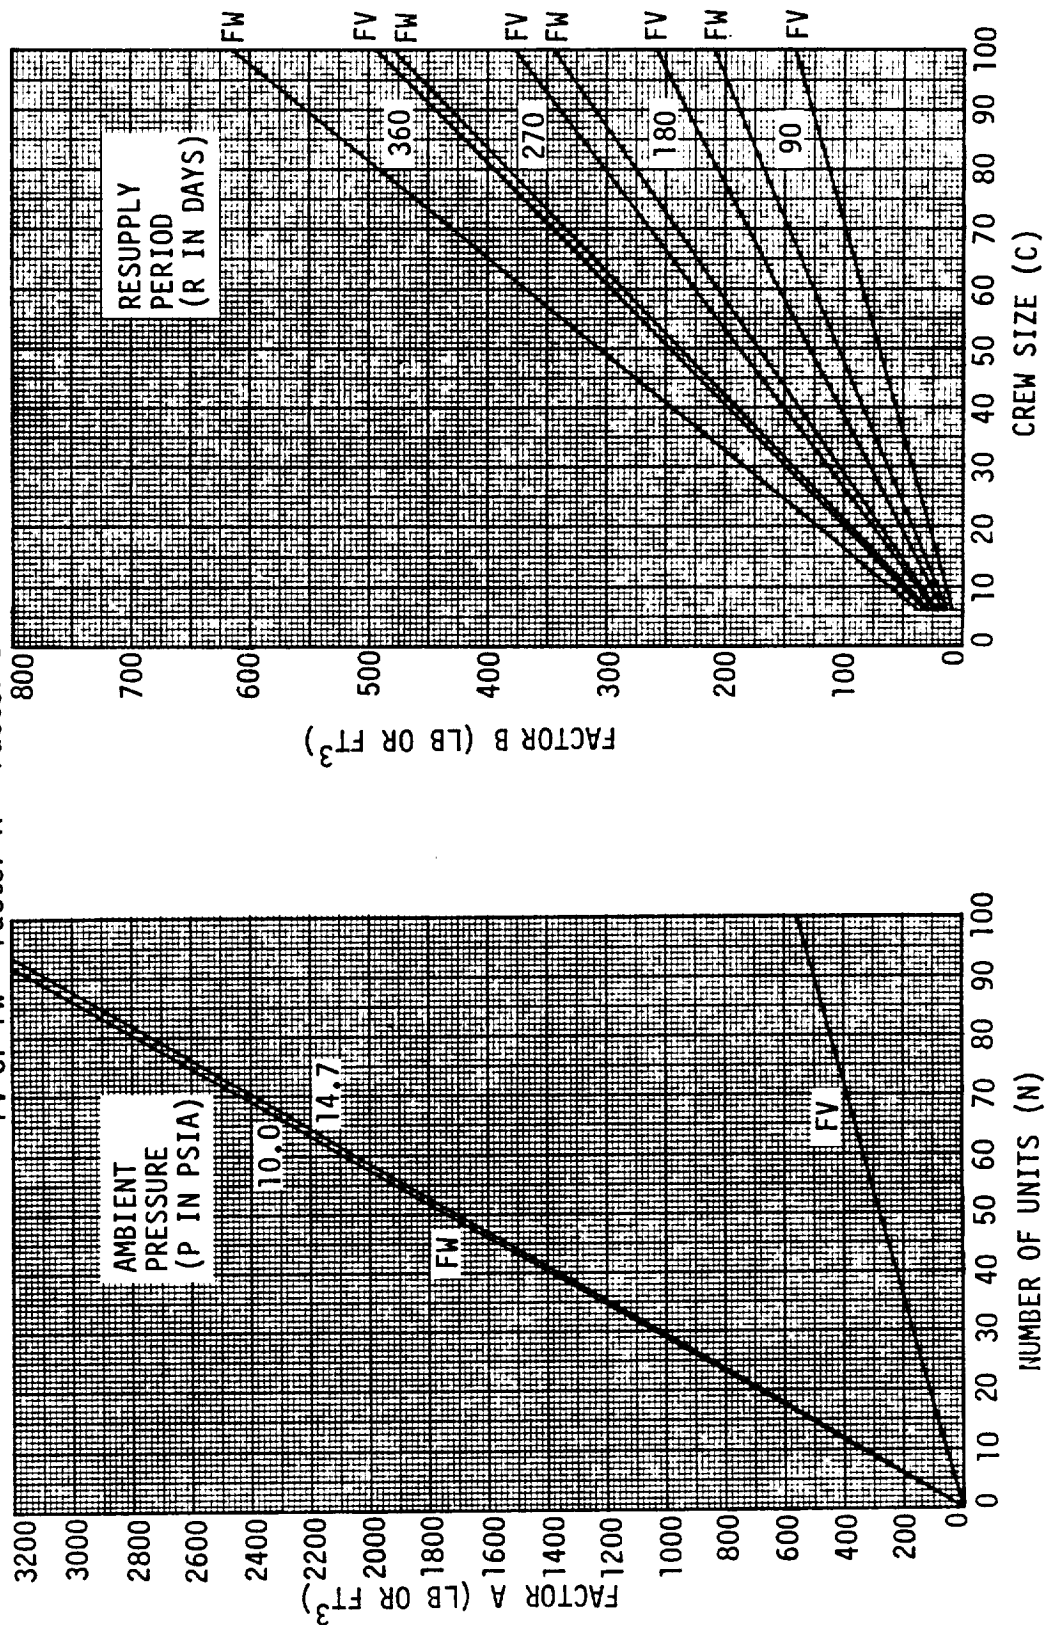 800
700
600
500
400
300
200
100
0
FACTOR B (LB OR FT³)
RESUPPLY
PERIOD
(R IN DAYS)
FW
FV
FW
FV
FW
FV
FW
FV
360
270
180
90
0 10 20 30 40 50 60 70 80 90 100
CREW SIZE (C)
3200
3000
2800
2600
2400
2200
2000
1800
1600
1400
1200
1000
800
600
400
200
0
FACTOR A (LB OR FT³)
AMBIENT
PRESSURE
(P IN PSIA)
10.0
14.7
FW
FV
0 10 20 30 40 50 60 70 80 90 100
NUMBER OF UNITS (N)